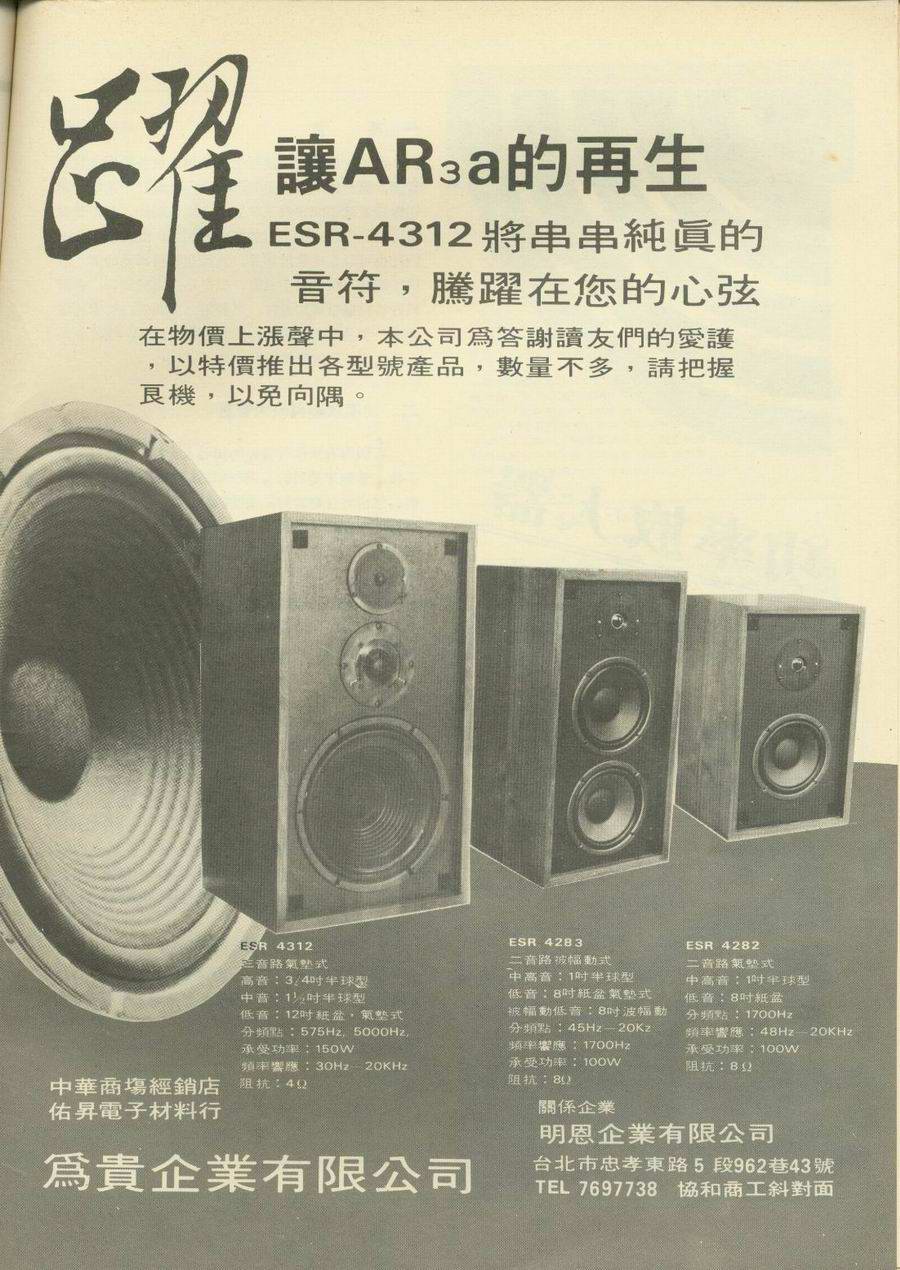 躍
讓AR3a的再生
ESR-4312將串串純眞的
音符，騰躍在您的心弦
在物價上漲聲中，本公司爲答謝讀友們的愛護
，以特價推出各型號產品，數量不多，請把握
良機，以免向隅。
ESR 4312
三音路氣墊式
高音：3/4吋半球型
中音：1½吋半球型
低音：12吋紙盆，氣墊式
分頻點：575Hz, 5000Hz,
承受功率：150W
頻率響應：30Hz—20KHz
阻抗：4Ω
ESR 4283
二音路被幅動式
中高音：1吋半球型
低音：8吋紙盆氣墊式
被幅動低音：8吋波幅動
分頻點：45Hz—20Kz
頻率響應：1700Hz
承受功率：100W
阻抗：8Ω
ESR 4282
二音路氣墊式
中高音：1吋半球型
低音：8吋紙盆
分頻點：1700Hz
頻率響應：48Hz—20KHz
承受功率：100W
阻抗：8Ω
中華商塲經銷店
佑昇電子材料行
爲貴企業有限公司
關係企業
明恩企業有限公司
台北市忠孝東路5段962巷43號
TEL 7697738 協和商工斜對面